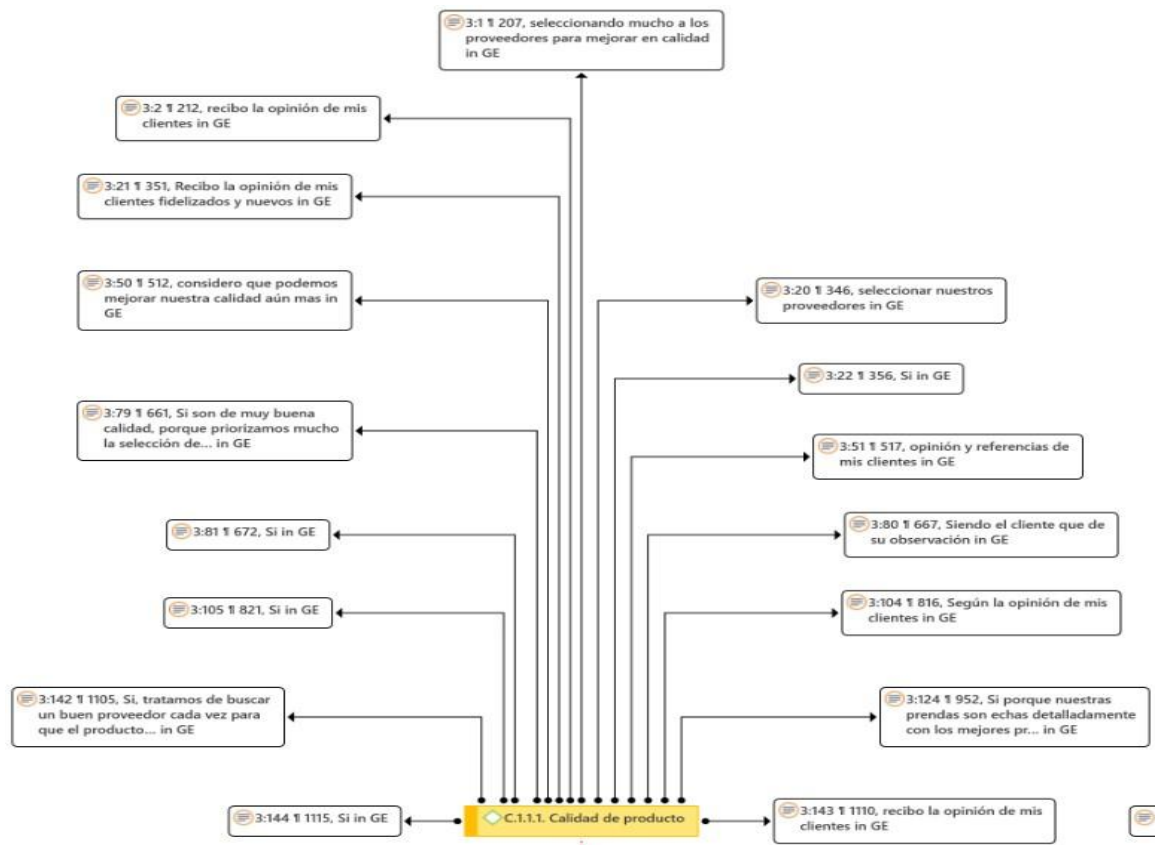 3:1 ¶ 207, seleccionando mucho a los
proveedores para mejorar en calidad
in GE
3:2 ¶ 212, recibo la opinión de mis
clientes in GE
3:21 ¶ 351, Recibo la opinión de mis
clientes fidelizados y nuevos in GE
3:50 ¶ 512, considero que podemos
mejorar nuestra calidad aún mas in
GE
3:20 ¶ 346, seleccionar nuestros
proveedores in GE
3:22 ¶ 356, Si in GE
3:79 ¶ 661, Si son de muy buena
calidad, porque priorizamos mucho
la selección de... in GE
3:51 ¶ 517, opinión y referencias de
mis clientes in GE
3:81 ¶ 672, Si in GE
3:80 ¶ 667, Siendo el cliente que de
su observación in GE
3:105 ¶ 821, Si in GE
3:104 ¶ 816, Según la opinión de mis
clientes in GE
3:142 ¶ 1105, Si, tratamos de buscar
un buen proveedor cada vez para
que el producto... in GE
3:124 ¶ 952, Si porque nuestras
prendas son echas detalladamente
con los mejores pr... in GE
3:144 ¶ 1115, Si in GE
C.1.1.1. Calidad de producto
3:143 ¶ 1110, recibo la opinión de mis
clientes in GE